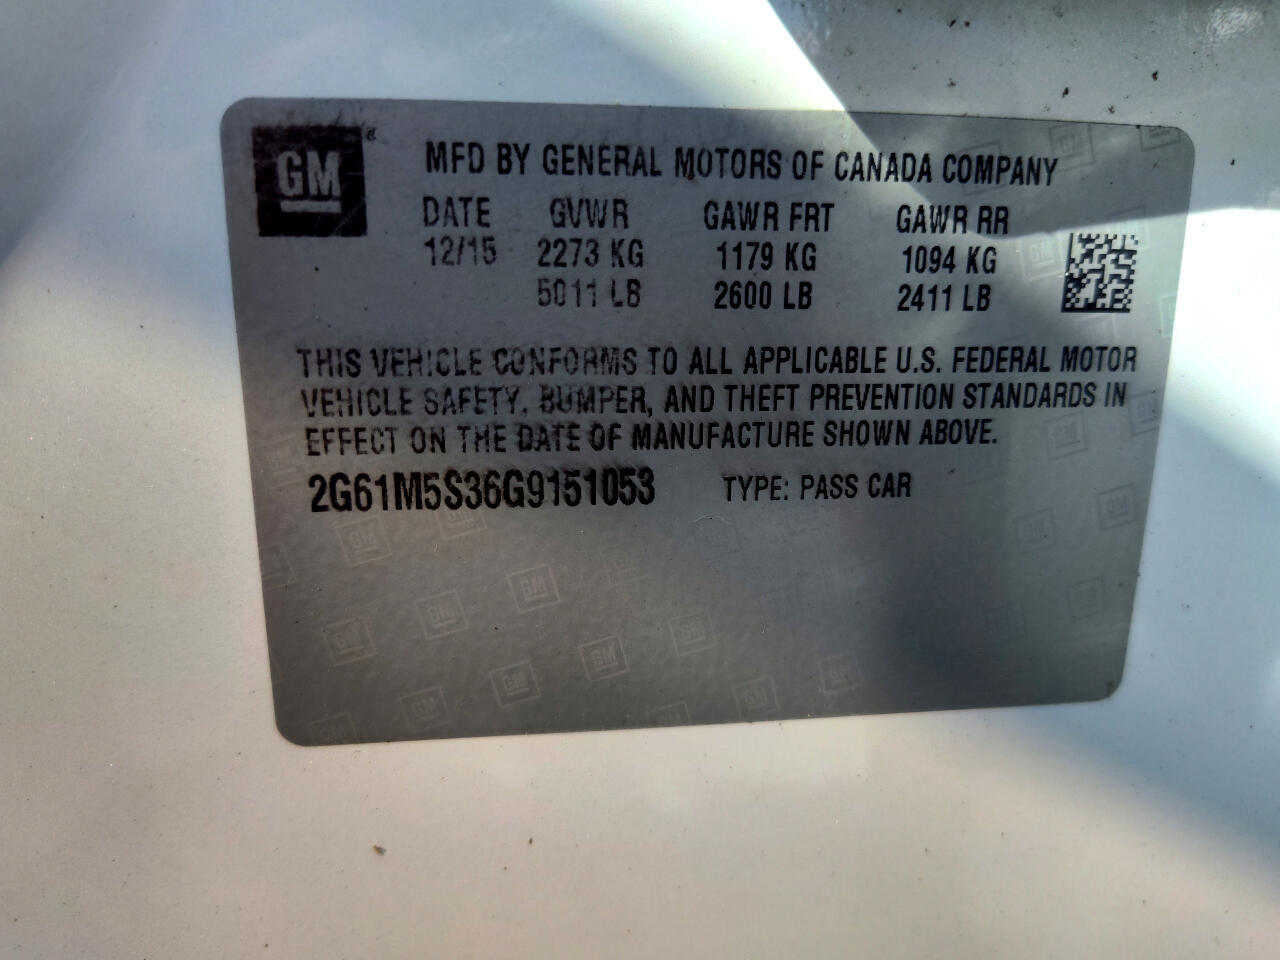 GM
MFD BY GENERAL MOTORS OF CANADA COMPANY
DATE GVWR GAWR FRT GAWR RR
12/15 2273 KG 1179 KG 1094 KG
5011 LB 2600 LB 2411 LB
THIS VEHICLE CONFORMS TO ALL APPLICABLE U.S. FEDERAL MOTOR
VEHICLE SAFETY, BUMPER, AND THEFT PREVENTION STANDARDS IN
EFFECT ON THE DATE OF MANUFACTURE SHOWN ABOVE.
2G61M5S36G9151053 TYPE: PASS CAR